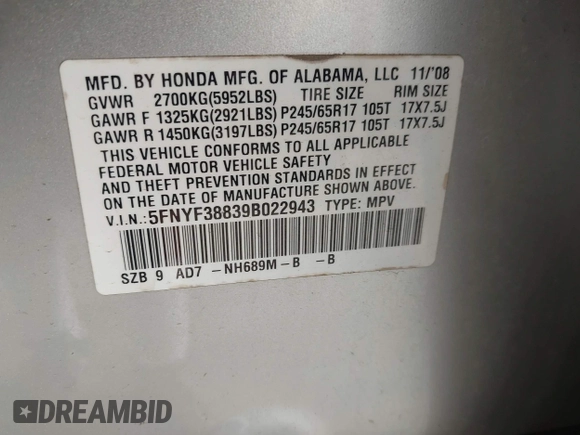 MFD. BY HONDA MFG. OF ALABAMA, LLC 11/'08
GVWR 2700KG(5952LBS) TIRE SIZE RIM SIZE
GAWR F 1325KG(2921LBS) P245/65R17 105T 17X7.5J
GAWR R 1450KG(3197LBS) P245/65R17 105T 17X7.5J
THIS VEHICLE CONFORMS TO ALL APPLICABLE
FEDERAL MOTOR VEHICLE SAFETY
AND THEFT PREVENTION STANDARDS IN EFFECT
ON THE DATE OF MANUFACTURE SHOWN ABOVE.
V.I.N.: 5FNYF38839B022943 TYPE: MPV
SZB 9 AD7 -NH689M -B -B
DREAMBID